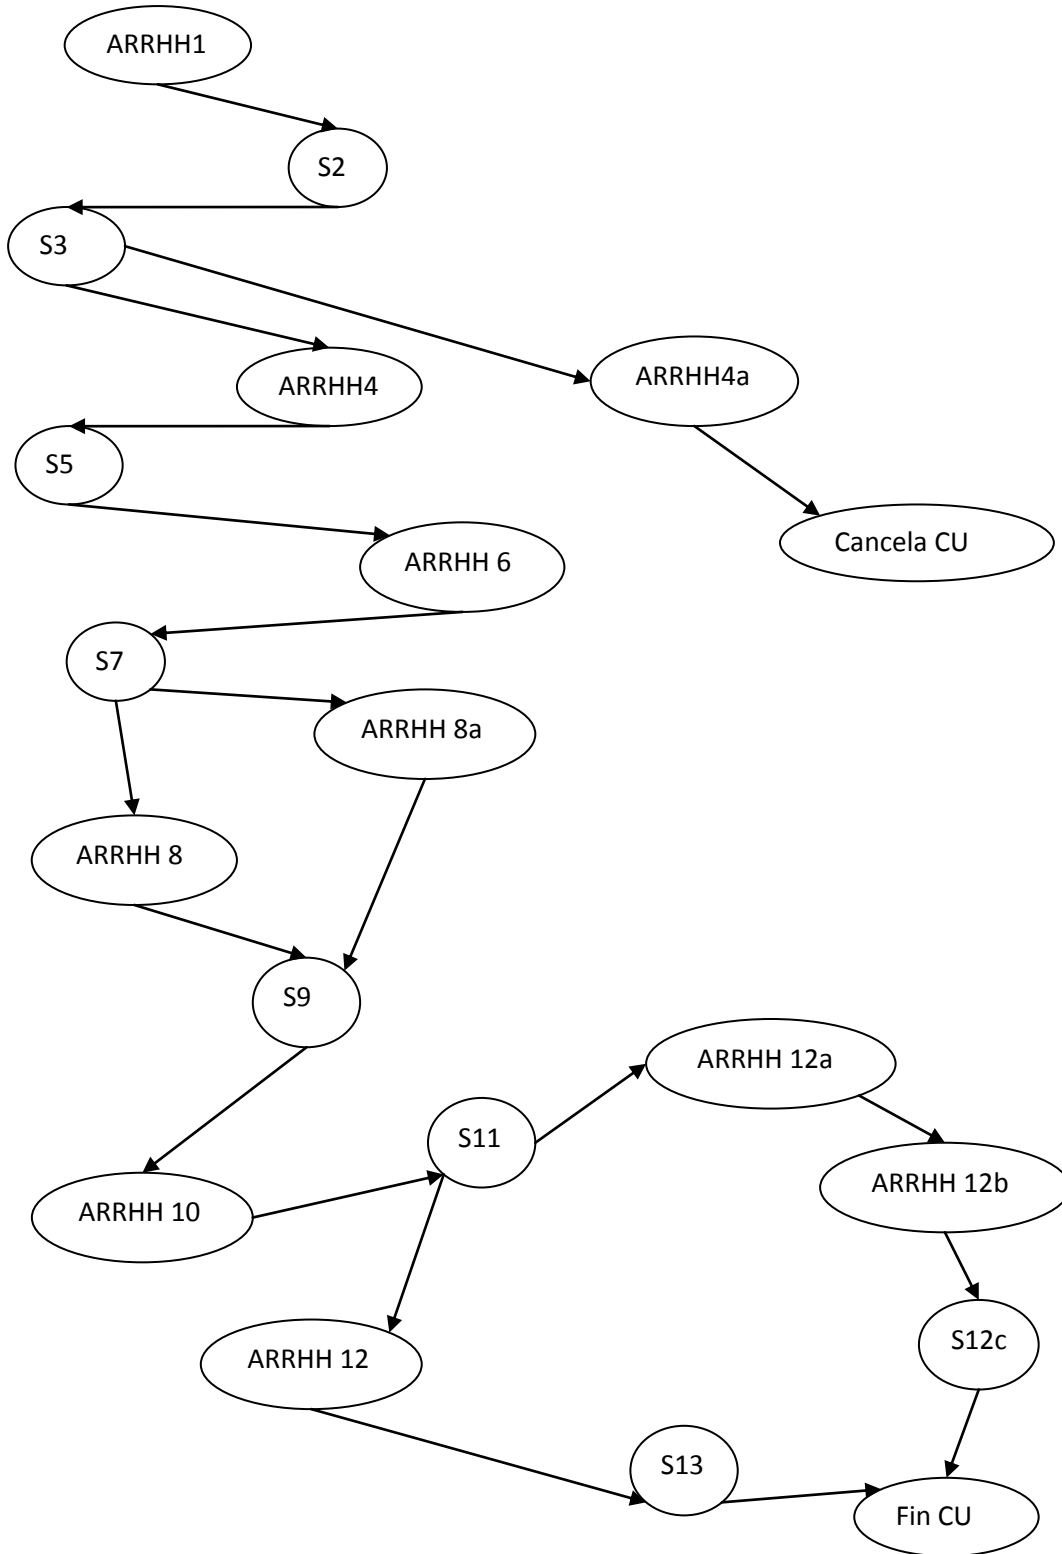 ARRHH1
S2
S3
ARRHH4a
ARRHH4
S5
Cancela CU
ARRHH 6
S7
ARRHH 8a
ARRHH 8
S9
ARRHH 12a
S11
ARRHH 12b
ARRHH 10
S12c
ARRHH 12
S13
Fin CU